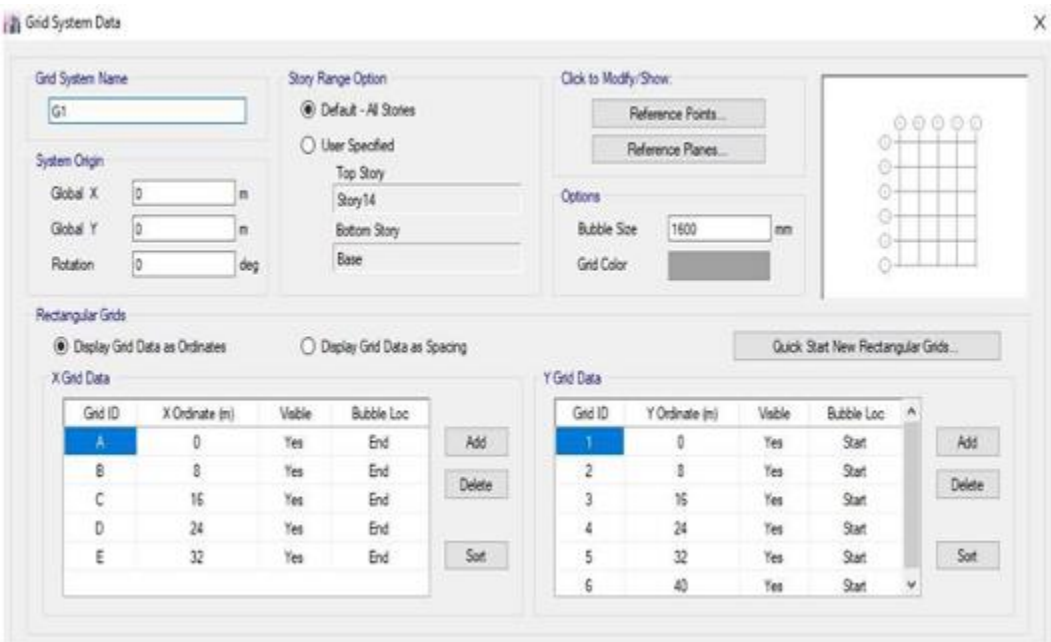 Grid System Data
X
Grid System Name
G1
System Origin
Global X 0 m
Global Y 0 m
Rotation 0 deg
Story Range Option
Default - All Stories
User Specified
Top Story
Story14
Bottom Story
Base
Click to Modify/Show:
Reference Points...
Reference Planes...
Options
Bubble Size 1600 mm
Grid Color
Rectangular Grids
Display Grid Data as Ordinates
Display Grid Data as Spacing
Quick Start New Rectangular Grids...
X Grid Data
Grid ID X Ordinate (m) Visible Bubble Loc
A 0 Yes End
B 8 Yes End
C 16 Yes End
D 24 Yes End
E 32 Yes End
Add
Delete
Sort
Y Grid Data
Grid ID Y Ordinate (m) Visible Bubble Loc
1 0 Yes Start
2 8 Yes Start
3 16 Yes Start
4 24 Yes Start
5 32 Yes Start
6 40 Yes Start
Add
Delete
Sort